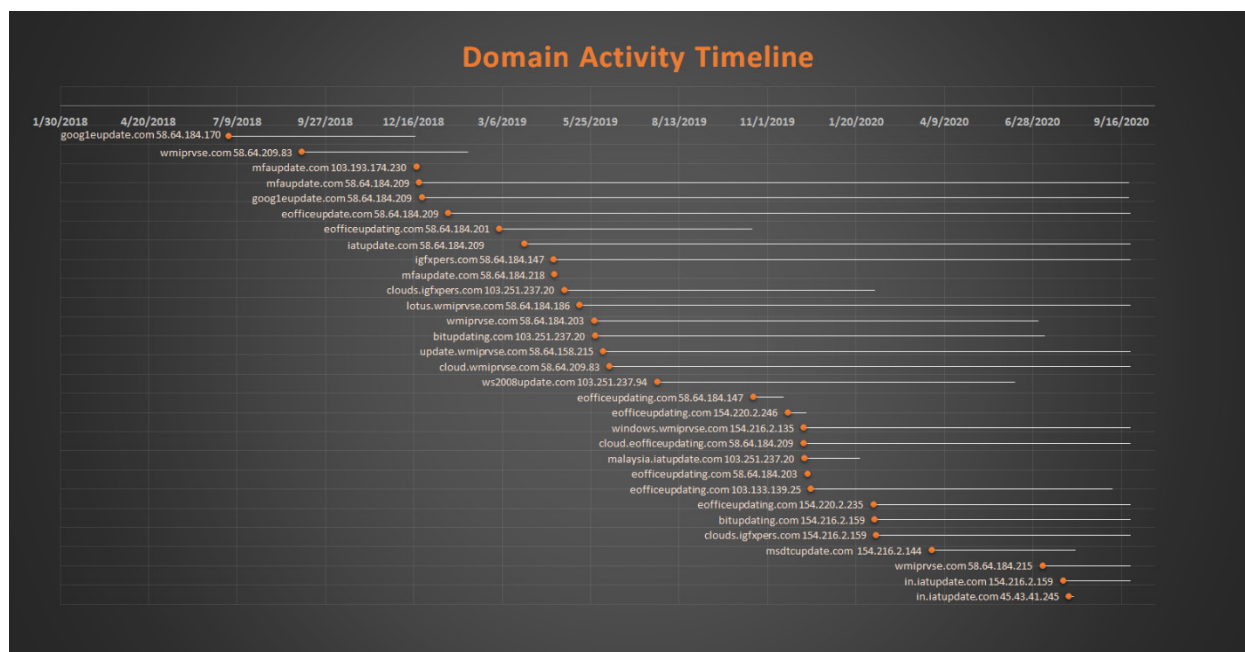 Domain Activity Timeline
1/30/2018 4/20/2018 7/9/2018 9/27/2018 12/16/2018 3/6/2019 5/25/2019 8/13/2019 11/1/2019 1/20/2020 4/9/2020 6/28/2020 9/16/2020
goog1eupdate.com 58.64.184.170
wmiprvse.com 58.64.209.83
mfaupdate.com 103.193.174.230
mfaupdate.com 58.64.184.209
goog1eupdate.com 58.64.184.209
eofficeupdate.com 58.64.184.209
eofficeupdating.com 58.64.184.201
iatupdate.com 58.64.184.209
igfxpers.com 58.64.184.147
mfaupdate.com 58.64.184.218
clouds.igfxpers.com 103.251.237.20
lotus.wmiprvse.com 58.64.184.186
wmiprvse.com 58.64.184.203
bitupdating.com 103.251.237.20
update.wmiprvse.com 58.64.158.215
cloud.wmiprvse.com 58.64.209.83
ws2008update.com 103.251.237.94
eofficeupdating.com 58.64.184.147
eofficeupdating.com 154.220.2.246
windows.wmiprvse.com 154.216.2.135
cloud.eofficeupdating.com 58.64.184.209
malaysia.iatupdate.com 103.251.237.20
eofficeupdating.com 58.64.184.203
eofficeupdating.com 103.133.139.25
eofficeupdating.com 154.220.2.235
bitupdating.com 154.216.2.159
clouds.igfxpers.com 154.216.2.159
msdtcupdate.com 154.216.2.144
wmiprvse.com 58.64.184.215
in.iatupdate.com 154.216.2.159
in.iatupdate.com 45.43.41.245